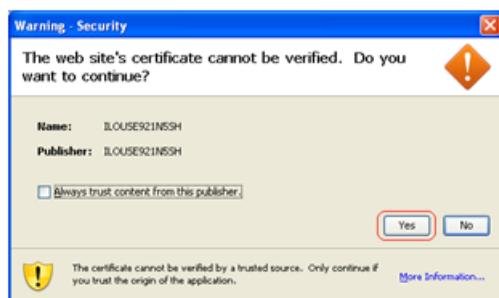 Warning - Security
The web site's certificate cannot be verified. Do you
want to continue?
Name: ILOUSE921NSSH
Publisher: ILOUSE921NSSH
Always trust content from this publisher.
Yes No
The certificate cannot be verified by a trusted source. Only continue if
you trust the origin of the application.
More Information...